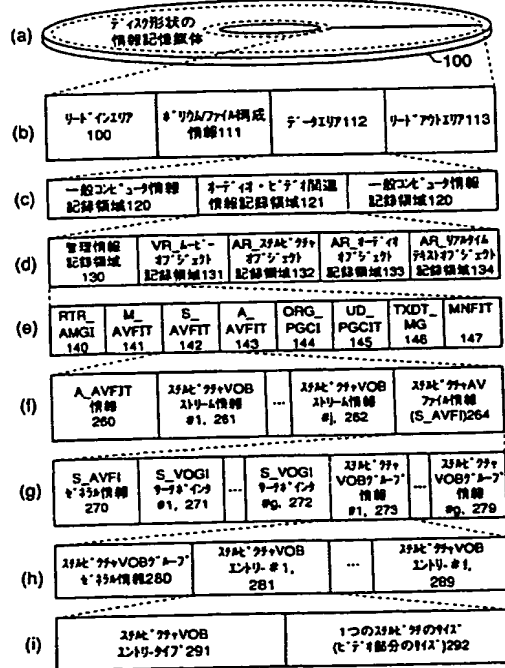 (a)
ディスク形状の
情報記憶媒体
100
(b)
リードインエリア
100
ボリウム/ファイル構成
情報111
データエリア112
リードアウトエリア113
(c)
一般コンピュータ情報
記録領域120
オーディオ・ビデオ関連
情報記録領域121
一般コンピュータ情報
記録領域120
(d)
管理情報
記録領域
130
VR_ムービー
オブジェクト
記録領域131
AR_スチルピクチャ
オブジェクト
記録領域132
AR_オーディオ
オブジェクト
記録領域133
AR_リアルタイム
テキストオブジェクト
記録領域134
(e)
RTR_
AMGI
140
M_
AVFIT
141
S_
AVFIT
142
A_
AVFIT
143
ORG_
PGCI
144
UD_
PGCIT
145
TXDT_
MG
146
MNFIT
147
(f)
A_AVFIT
情報
260
スチルピクチャVOB
ストリーム情報
#1, 261
...
スチルピクチャVOB
ストリーム情報
#j, 262
スチルピクチャAV
ファイル情報
(S_AVFI)264
(g)
S_AVFI
ゼネラル情報
270
S_VOGI
サーチポインタ
#1, 271
...
S_VOGI
サーチポインタ
#g, 272
スチルピクチャ
VOBグループ
情報
#1, 273
...
スチルピクチャ
VOBグループ
情報
#g, 279
(h)
スチルピクチャVOBグループ
ゼネラル情報280
スチルピクチャVOB
エントリー#1,
281
...
スチルピクチャVOB
エントリー#f,
289
(i)
スチルピクチャVOB
エントリータイプ291
1つのスチルピクチャのサイズ
(ビデオ部分のサイズ)292